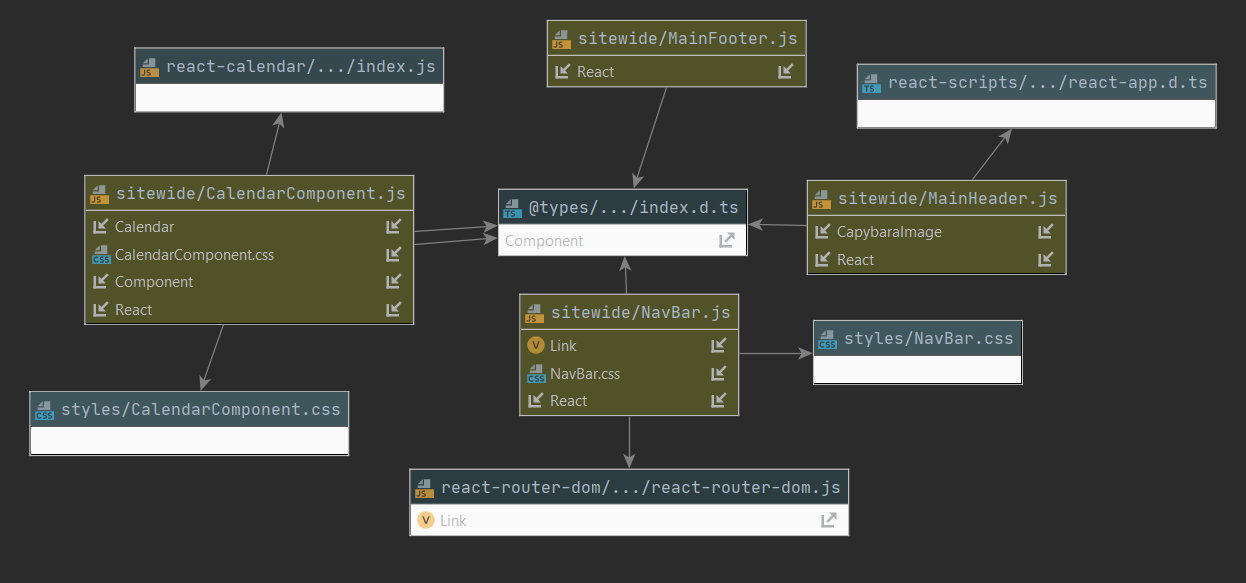 sitewide/MainFooter.js
React
react-calendar/.../index.js
react-scripts/.../react-app.d.ts
sitewide/CalendarComponent.js
Calendar
CalendarComponent.css
Component
React
@types/.../index.d.ts
Component
sitewide/MainHeader.js
CapybaraImage
React
sitewide/NavBar.js
Link
NavBar.css
React
styles/NavBar.css
styles/CalendarComponent.css
react-router-dom/.../react-router-dom.js
Link